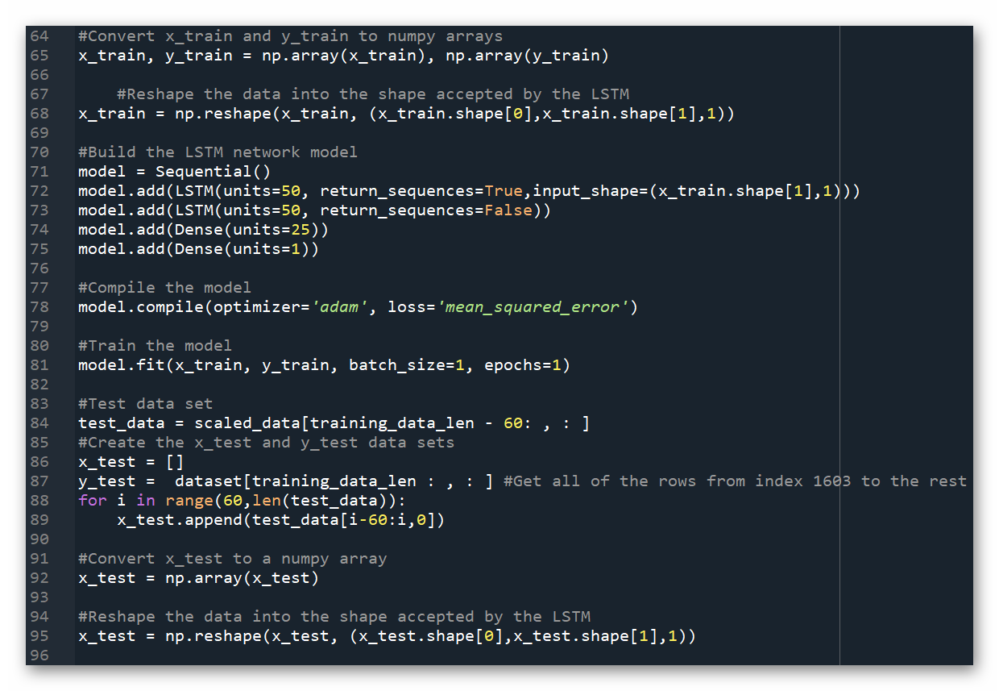 64 #Convert x_train and y_train to numpy arrays
65 x_train, y_train = np.array(x_train), np.array(y_train)
66
67     #Reshape the data into the shape accepted by the LSTM
68 x_train = np.reshape(x_train, (x_train.shape[0],x_train.shape[1],1))
69
70 #Build the LSTM network model
71 model = Sequential()
72 model.add(LSTM(units=50, return_sequences=True,input_shape=(x_train.shape[1],1)))
73 model.add(LSTM(units=50, return_sequences=False))
74 model.add(Dense(units=25))
75 model.add(Dense(units=1))
76
77 #Compile the model
78 model.compile(optimizer='adam', loss='mean_squared_error')
79
80 #Train the model
81 model.fit(x_train, y_train, batch_size=1, epochs=1)
82
83 #Test data set
84 test_data = scaled_data[training_data_len - 60: , : ]
85 #Create the x_test and y_test data sets
86 x_test = []
87 y_test =  dataset[training_data_len : , : ] #Get all of the rows from index 1603 to the rest
88 for i in range(60,len(test_data)):
89     x_test.append(test_data[i-60:i,0])
90
91 #Convert x_test to a numpy array
92 x_test = np.array(x_test)
93
94 #Reshape the data into the shape accepted by the LSTM
95 x_test = np.reshape(x_test, (x_test.shape[0],x_test.shape[1],1))
96